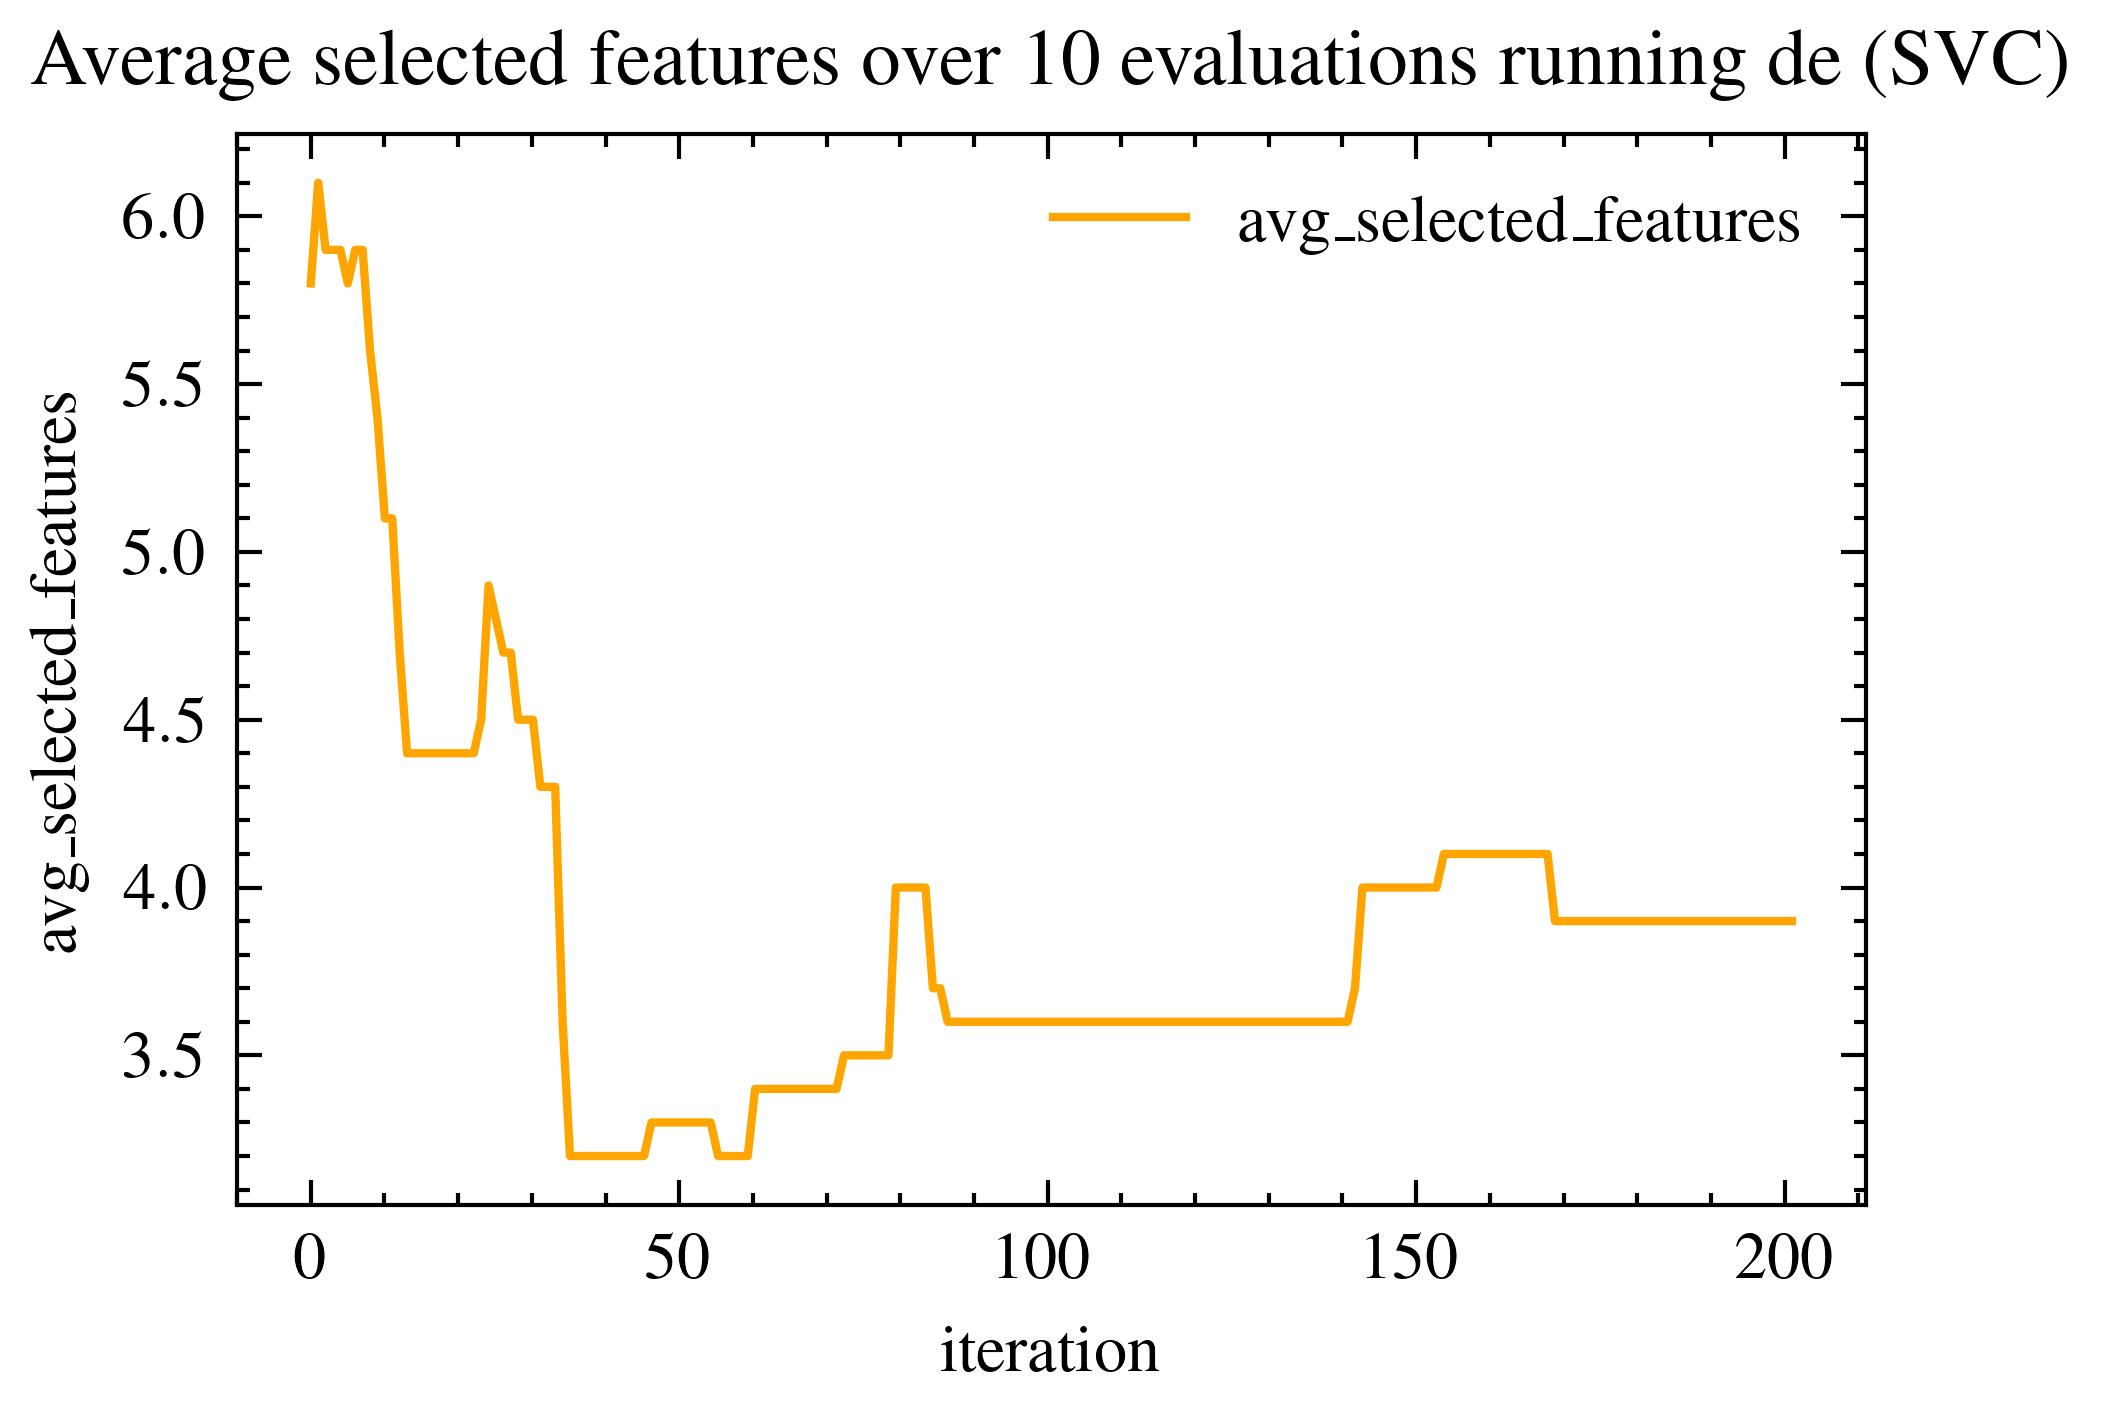 Average selected features over 10 evaluations running de (SVC)
avg_selected_features
6.0
5.5
5.0
4.5
4.0
3.5
avg_selected_features
0 50 100 150 200
iteration